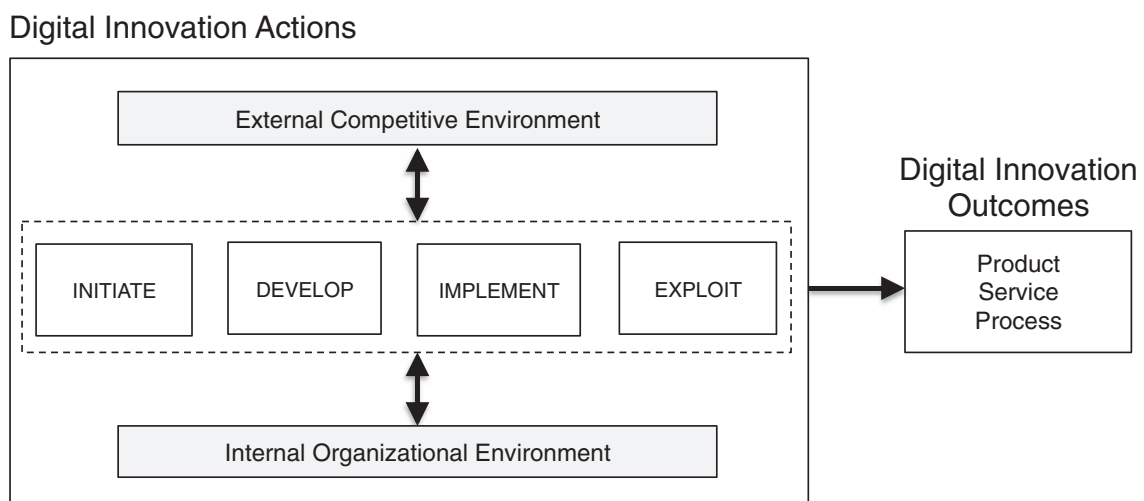 Digital Innovation Actions
External Competitive Environment
Digital Innovation
Outcomes
INITIATE
DEVELOP
IMPLEMENT
EXPLOIT
Product
Service
Process
Internal Organizational Environment